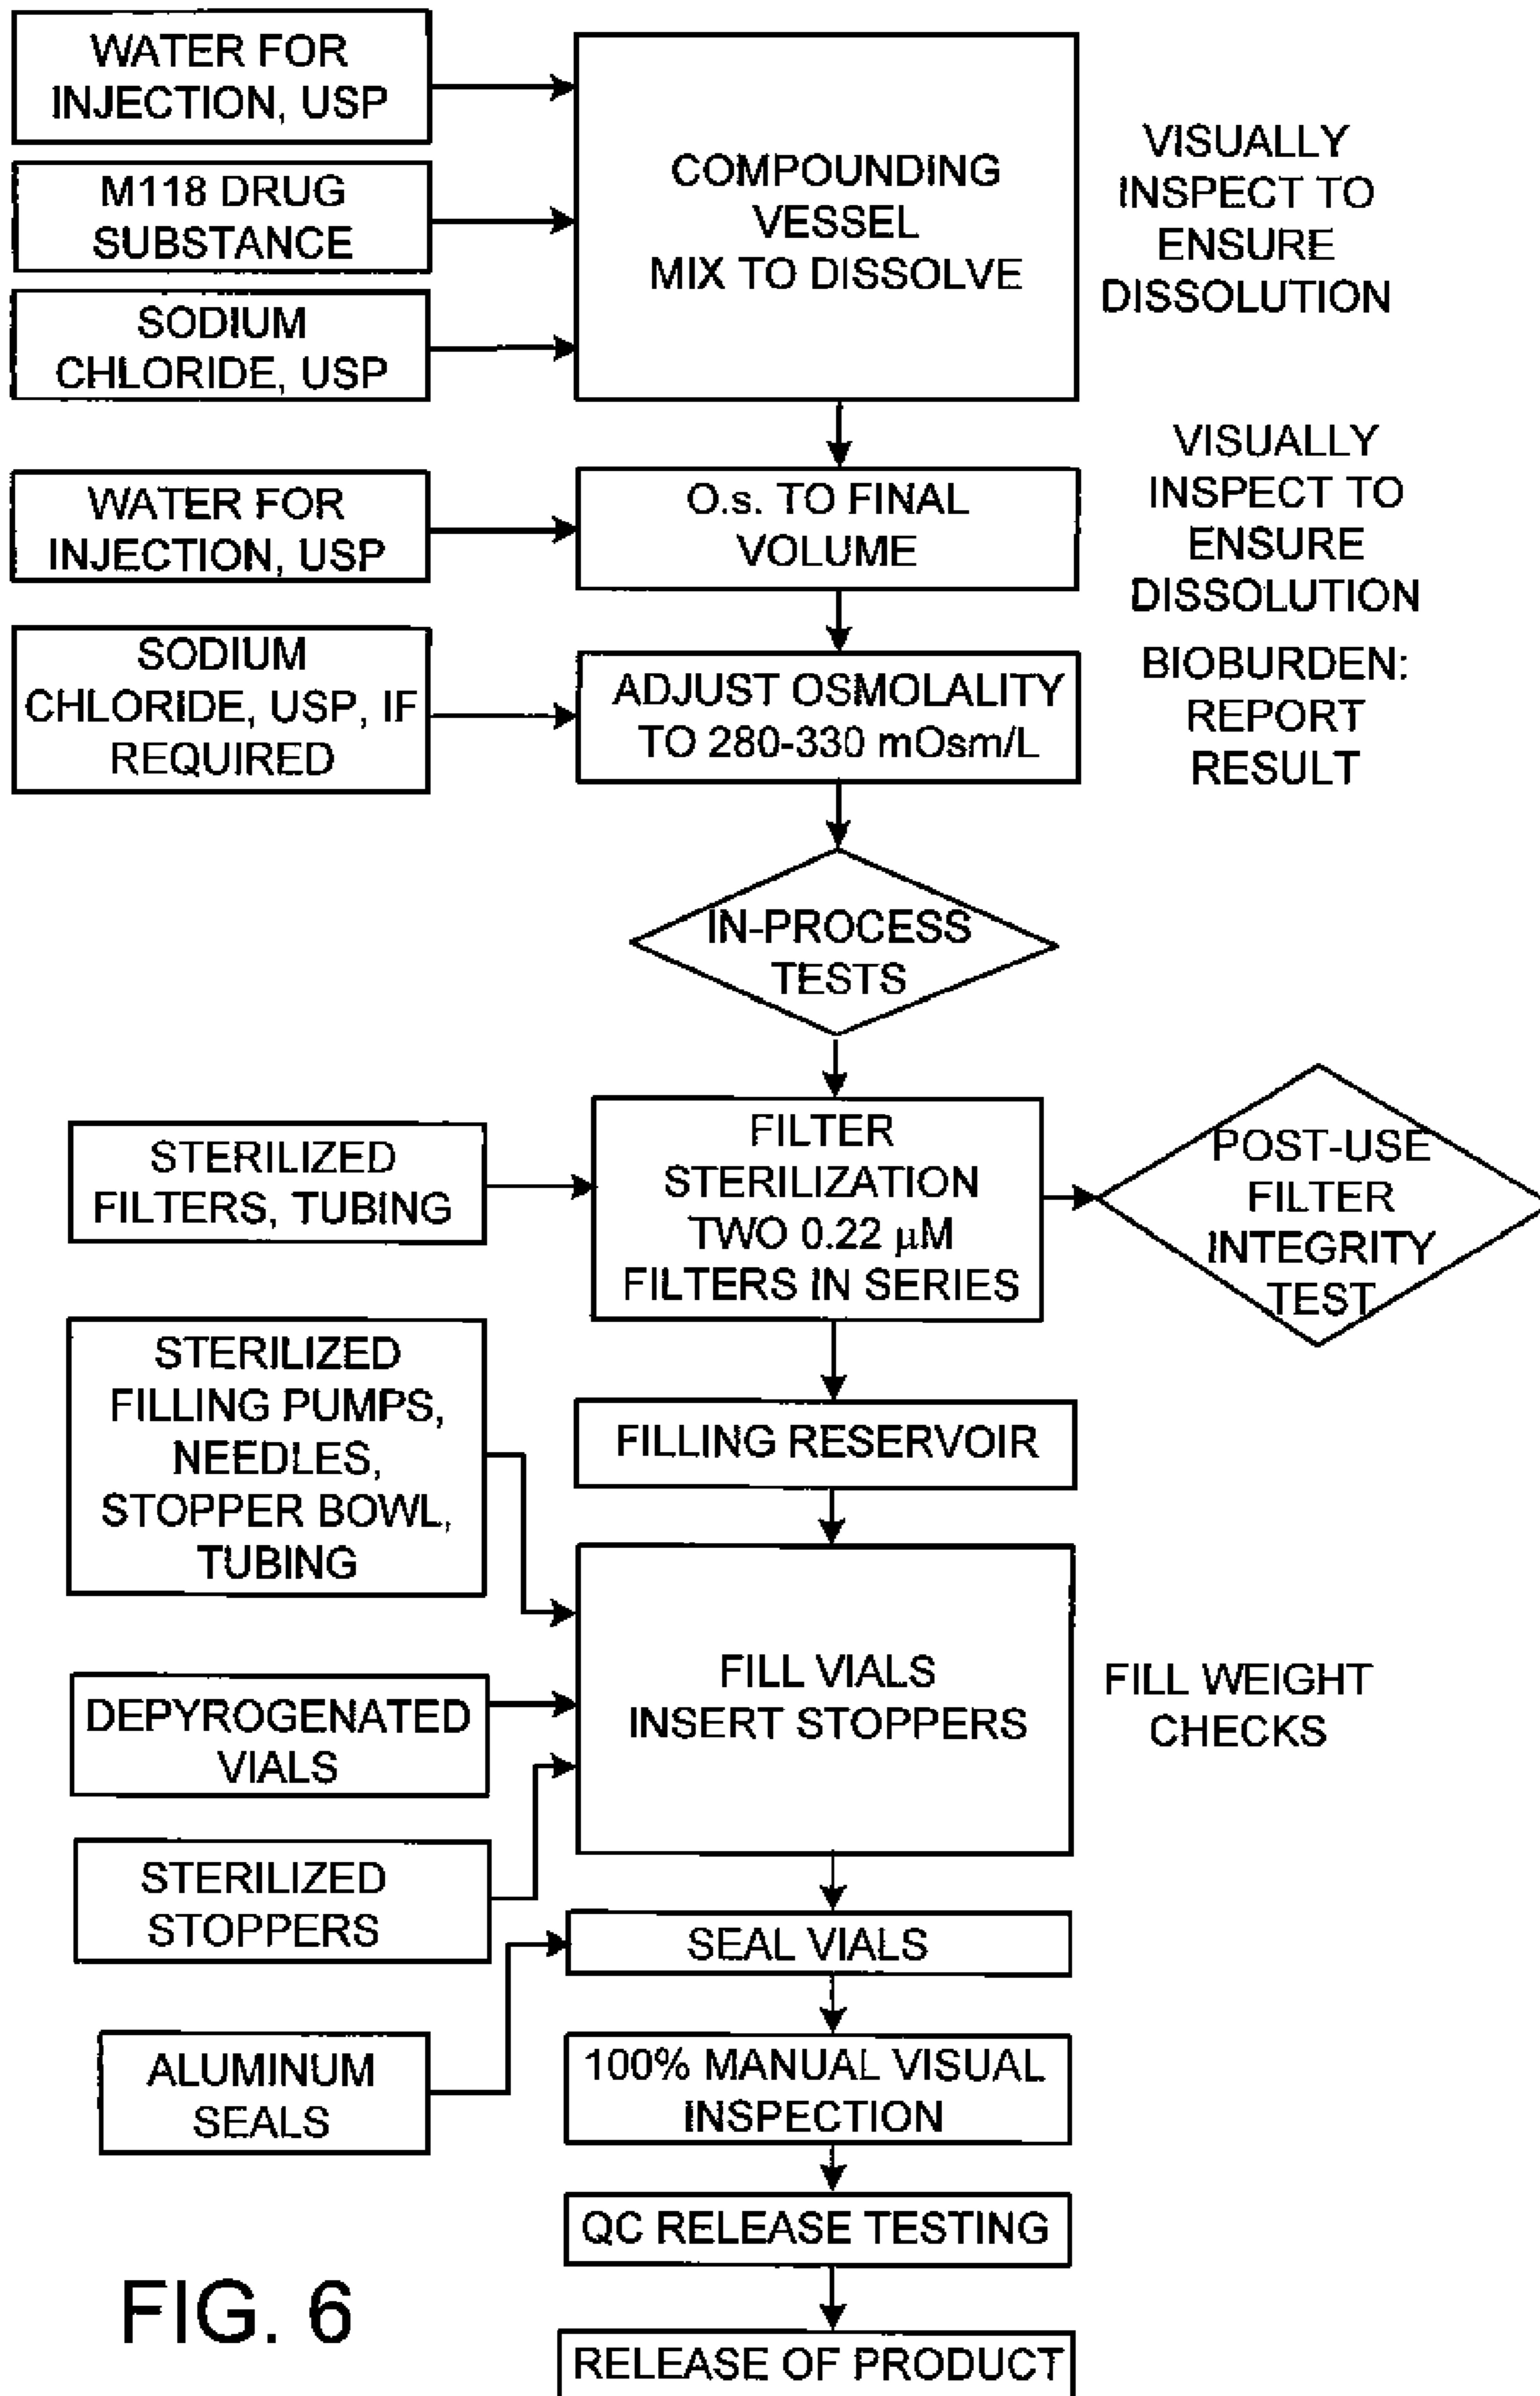 WATER FOR
INJECTION, USP
M118 DRUG
SUBSTANCE
SODIUM
CHLORIDE, USP
COMPOUNDING
VESSEL
MIX TO DISSOLVE
VISUALLY
INSPECT TO
ENSURE
DISSOLUTION
WATER FOR
INJECTION, USP
O.s. TO FINAL
VOLUME
VISUALLY
INSPECT TO
ENSURE
DISSOLUTION
SODIUM
CHLORIDE, USP, IF
REQUIRED
ADJUST OSMOLALITY
TO 280-330 mOsm/L
BIOBURDEN:
REPORT
RESULT
IN-PROCESS
TESTS
STERILIZED
FILTERS, TUBING
FILTER
STERILIZATION
TWO 0.22 μM
FILTERS IN SERIES
POST-USE
FILTER
INTEGRITY
TEST
STERILIZED
FILLING PUMPS,
NEEDLES,
STOPPER BOWL,
TUBING
FILLING RESERVOIR
FILL VIALS
INSERT STOPPERS
FILL WEIGHT
CHECKS
DEPYROGENATED
VIALS
STERILIZED
STOPPERS
SEAL VIALS
ALUMINUM
SEALS
100% MANUAL VISUAL
INSPECTION
QC RELEASE TESTING
RELEASE OF PRODUCT
FIG. 6